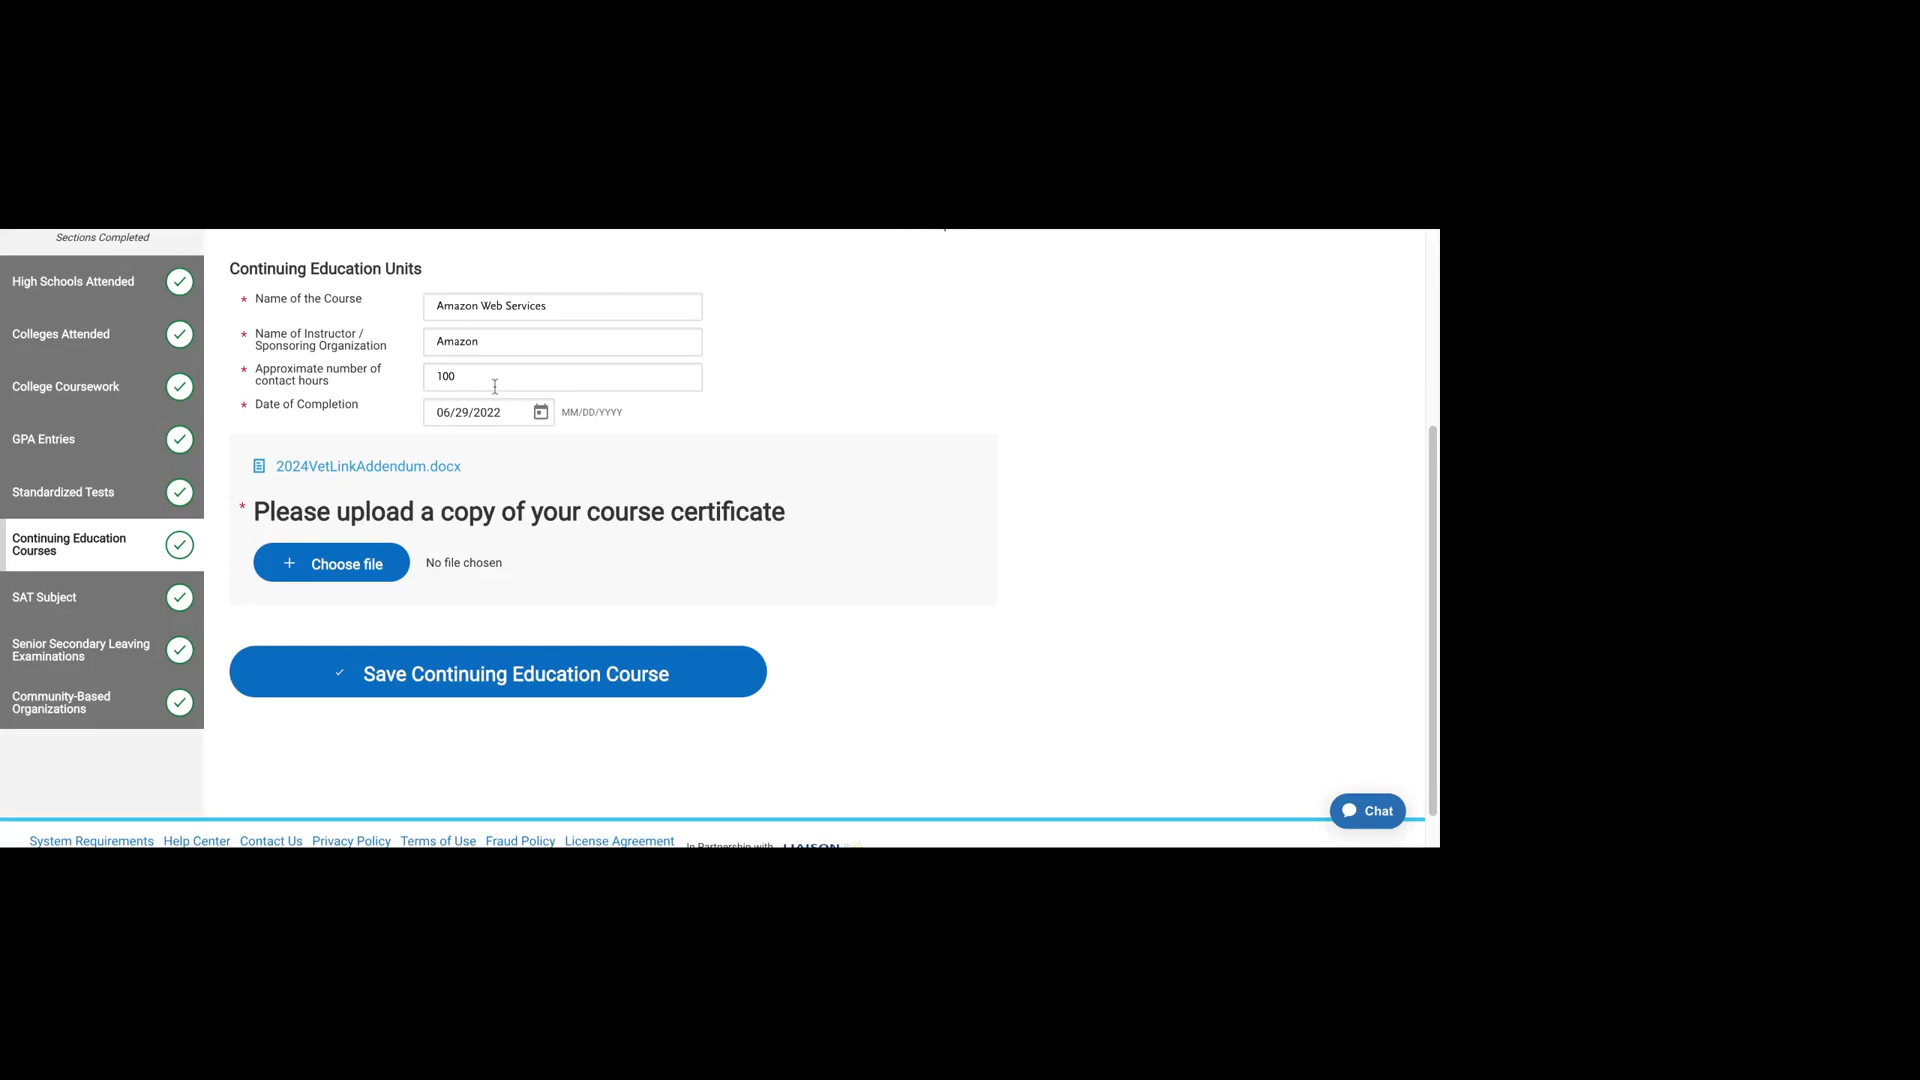 Sections Completed
High Schools Attended
Colleges Attended
College Coursework
GPA Entries
Standardized Tests
Continuing Education
Courses
SAT Subject
Senior Secondary Leaving
Examinations
Community-Based
Organizations
Continuing Education Units
* Name of the Course
Amazon Web Services
* Name of Instructor /
Sponsoring Organization
Amazon
* Approximate number of
contact hours
100
* Date of Completion
06/29/2022
MM/DD/YYYY
2024VetLinkAddendum.docx
* Please upload a copy of your course certificate
+ Choose file
No file chosen
Save Continuing Education Course
Chat
System Requirements Help Center Contact Us Privacy Policy Terms of Use Fraud Policy License Agreement In Partnership with LIAISON